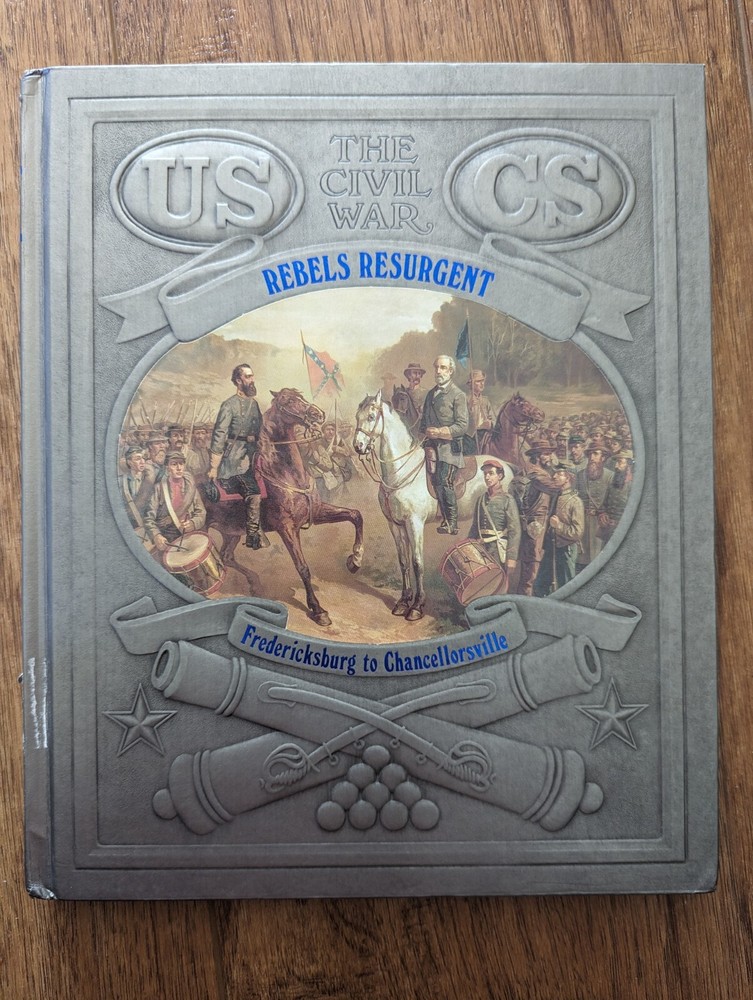 US
THE
CIVIL
WAR
CS
REBELS RESURGENT
Fredericksburg to Chancellorsville